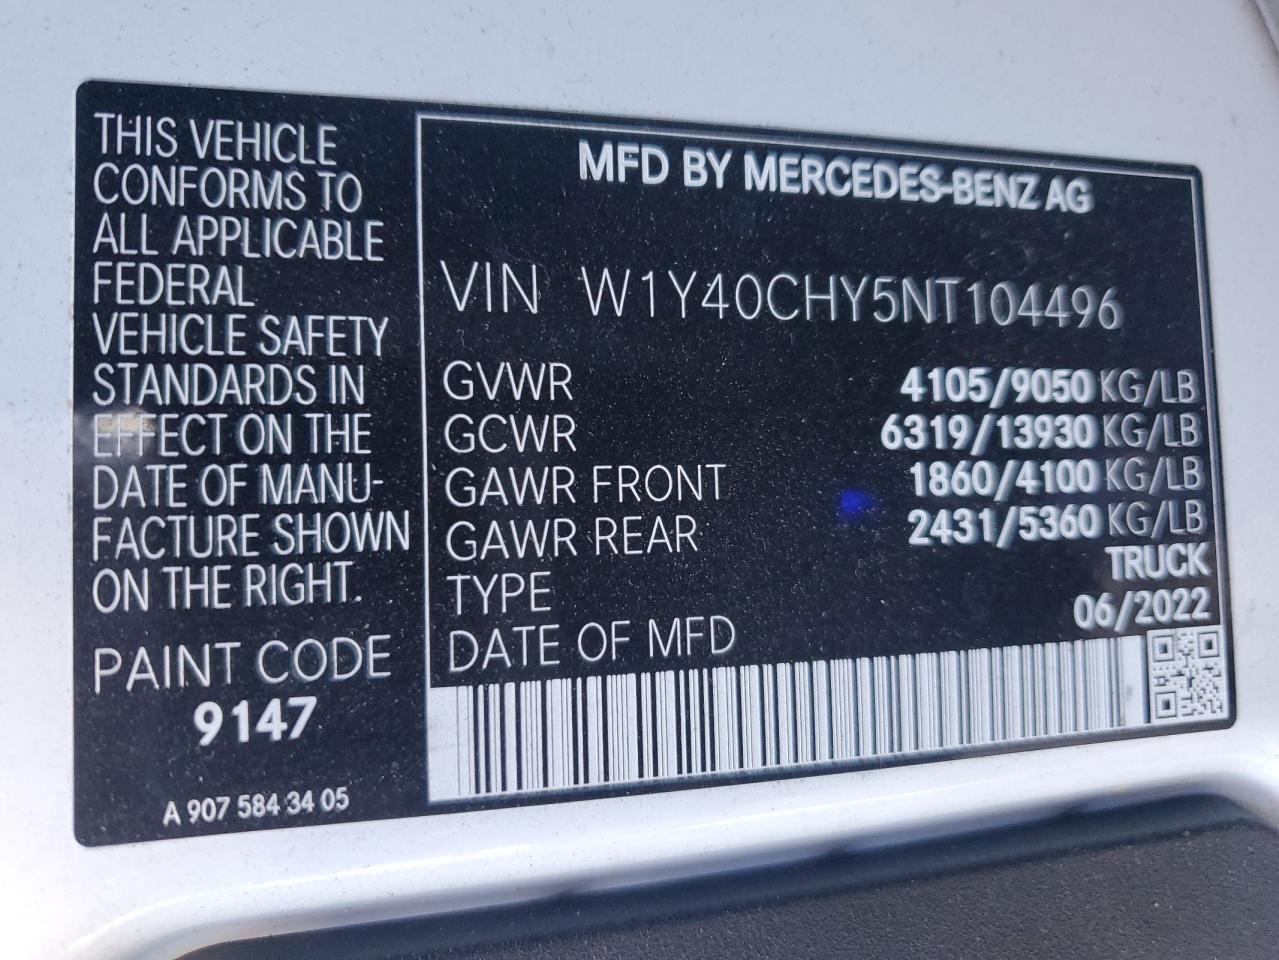 THIS VEHICLE
CONFORMS TO
ALL APPLICABLE
FEDERAL
VEHICLE SAFETY
STANDARDS IN
EFFECT ON THE
DATE OF MANU-
FACTURE SHOWN
ON THE RIGHT.
PAINT CODE
9147
A 907 584 34 05
MFD BY MERCEDES-BENZ AG
VIN W1Y40CHY5NT104496
GVWR 4105/9050 KG/LB
GCWR 6319/13930 KG/LB
GAWR FRONT 1860/4100 KG/LB
GAWR REAR 2431/5360 KG/LB
TYPE TRUCK
DATE OF MFD 06/2022